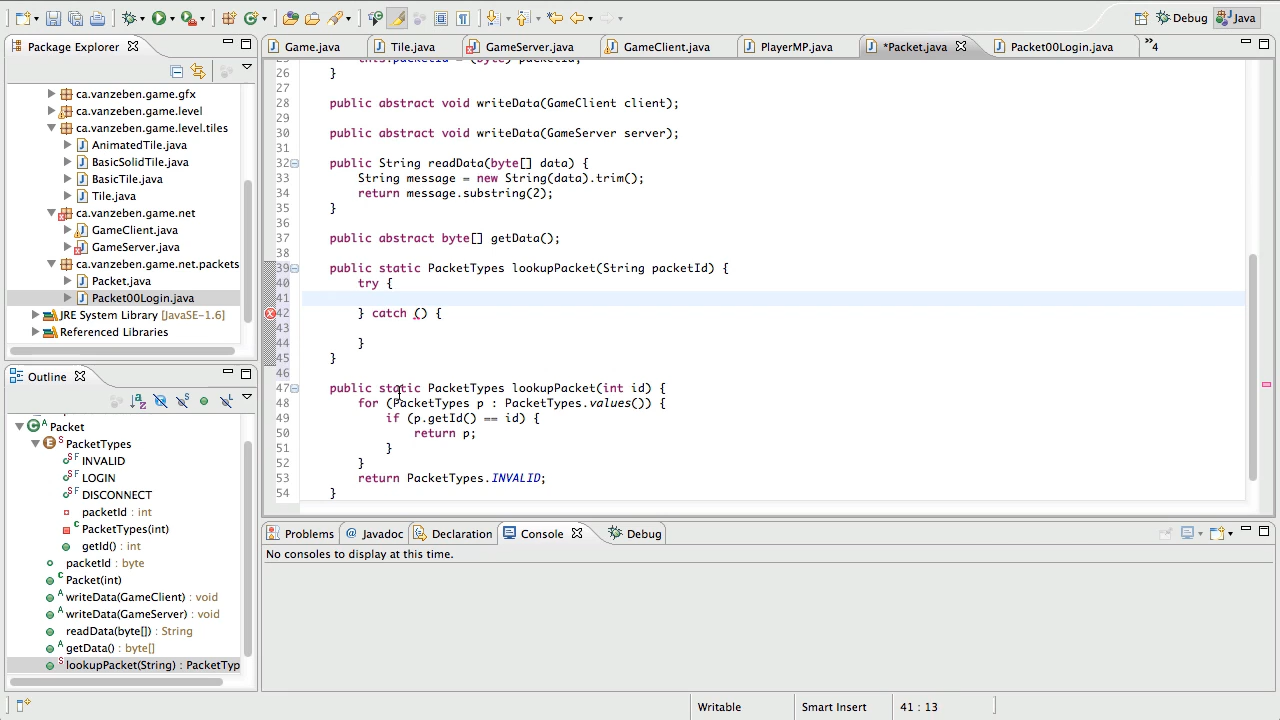 Debug Java
Package Explorer
ca.vanzeben.game.gfx
ca.vanzeben.game.level
ca.vanzeben.game.level.tiles
AnimatedTile.java
BasicSolidTile.java
BasicTile.java
Tile.java
ca.vanzeben.game.net
GameClient.java
GameServer.java
ca.vanzeben.game.net.packets
Packet.java
Packet00Login.java
JRE System Library [JavaSE-1.6]
Referenced Libraries
Outline
Packet
PacketTypes
INVALID
LOGIN
DISCONNECT
packetId : int
PacketTypes(int)
getId() : int
packetId : byte
Packet(int)
writeData(GameClient) : void
writeData(GameServer) : void
readData(byte[]) : String
getData() : byte[]
lookupPacket(String) : PacketTyp
Game.java Tile.java GameServer.java GameClient.java PlayerMP.java *Packet.java Packet00Login.java »4
25 this.packetId = (byte) packetId;
26 }
27
28 public abstract void writeData(GameClient client);
29
30 public abstract void writeData(GameServer server);
31
32 public String readData(byte[] data) {
33 String message = new String(data).trim();
34 return message.substring(2);
35 }
36
37 public abstract byte[] getData();
38
39 public static PacketTypes lookupPacket(String packetId) {
40 try {
41
42 } catch () {
43
44 }
45 }
46
47 public static PacketTypes lookupPacket(int id) {
48 for (PacketTypes p : PacketTypes.values()) {
49 if (p.getId() == id) {
50 return p;
51 }
52 }
53 return PacketTypes.INVALID;
54 }
Problems @ Javadoc Declaration Console Debug
No consoles to display at this time.
Writable Smart Insert 41 : 13